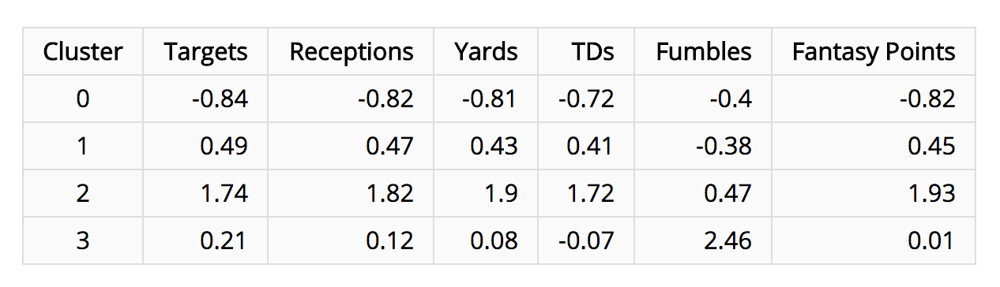 Cluster Targets Receptions Yards TDs Fumbles Fantasy Points
0 -0.84 -0.82 -0.81 -0.72 -0.4 -0.82
1 0.49 0.47 0.43 0.41 -0.38 0.45
2 1.74 1.82 1.9 1.72 0.47 1.93
3 0.21 0.12 0.08 -0.07 2.46 0.01